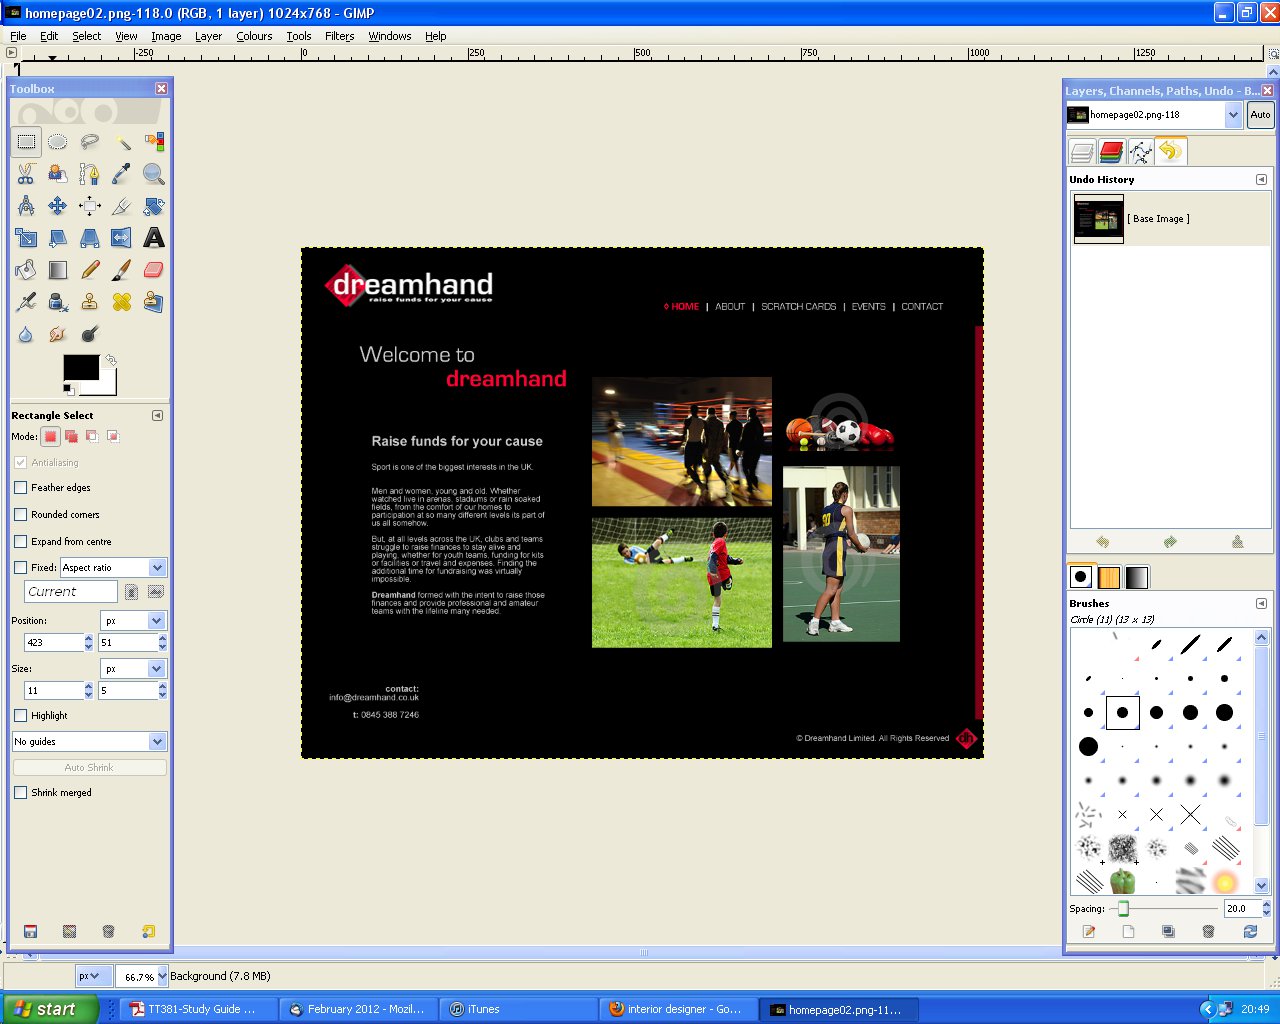 homepage02.png-118.0 (RGB, 1 layer) 1024x768 - GIMP
File Edit Select View Image Layer Colours Tools Filters Windows Help
-250 0 250 500 750 1000 1250
Toolbox
Rectangle Select
Mode:
Antialiasing
Feather edges
Rounded corners
Expand from centre
Fixed: Aspect ratio
Current
Position: px
423 51
Size: px
11 5
Highlight
No guides
Auto Shrink
Shrink merged
dreamhand
raise funds for your cause
◊ HOME | ABOUT | SCRATCH CARDS | EVENTS | CONTACT
Welcome to
dreamhand
Raise funds for your cause
Sport is one of the biggest interests in the UK.
Men and women, young and old. Whether
watched live in arenas, stadiums or rain soaked
fields, from the comfort of our homes to
participation at so many different levels its part of
us all somehow.
But, at all levels across the UK, clubs and teams
struggle to raise finances to stay alive and
playing, whether for youth teams, funding for kits
or facilities or travel and expenses. Finding the
additional time for fundraising was virtually
impossible.
Dreamhand formed with the intent to raise those
finances and provide professional and amateur
teams with the lifeline many needed.
contact:
info@dreamhand.co.uk
t: 0845 388 7246
© Dreamhand Limited. All Rights Reserved
dh
Layers, Channels, Paths, Undo - B...
homepage02.png-118
Auto
Undo History
[ Base Image ]
Brushes
Circle (11) (13 x 13)
Spacing: 20.0
px 66.7% Background (7.8 MB)
start
TT381-Study Guide ...
February 2012 - Mozil...
iTunes
interior designer - Go...
homepage02.png-11...
20:49